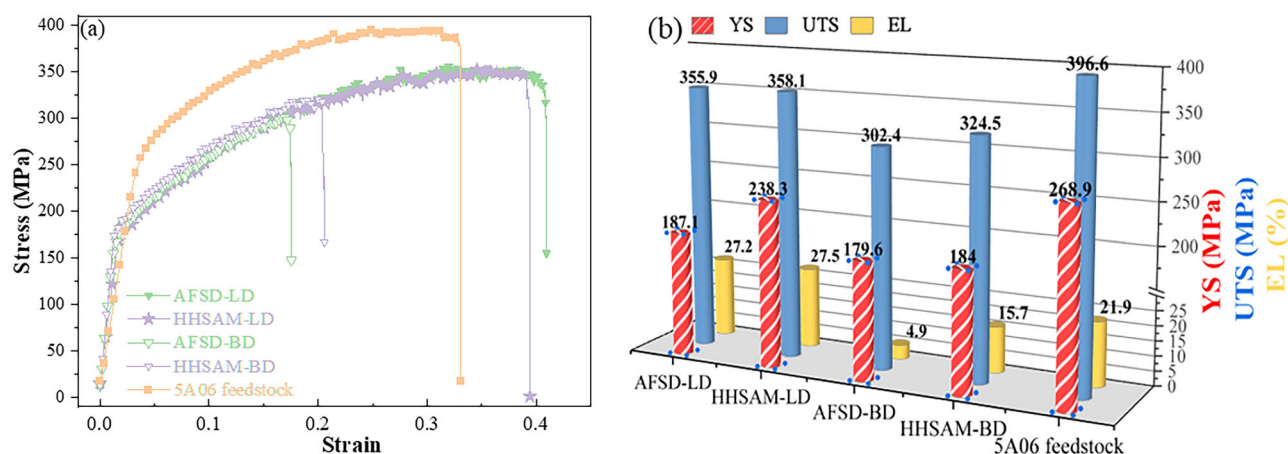 (a)
400
350
300
250
200
150
100
50
0
Stress (MPa)
AFSD-LD
HHSAM-LD
AFSD-BD
HHSAM-BD
5A06 feedstock
0.0 0.1 0.2 0.3 0.4
Strain
(b)
YS UTS EL
355.9
358.1
302.4
324.5
396.6
187.1
238.3
179.6
184
268.9
27.2
27.5
4.9
15.7
21.9
400
350
300
250
200
25
20
15
10
5
0
YS (MPa)
UTS (MPa)
EL (%)
AFSD-LD
HHSAM-LD
AFSD-BD
HHSAM-BD
5A06 feedstock